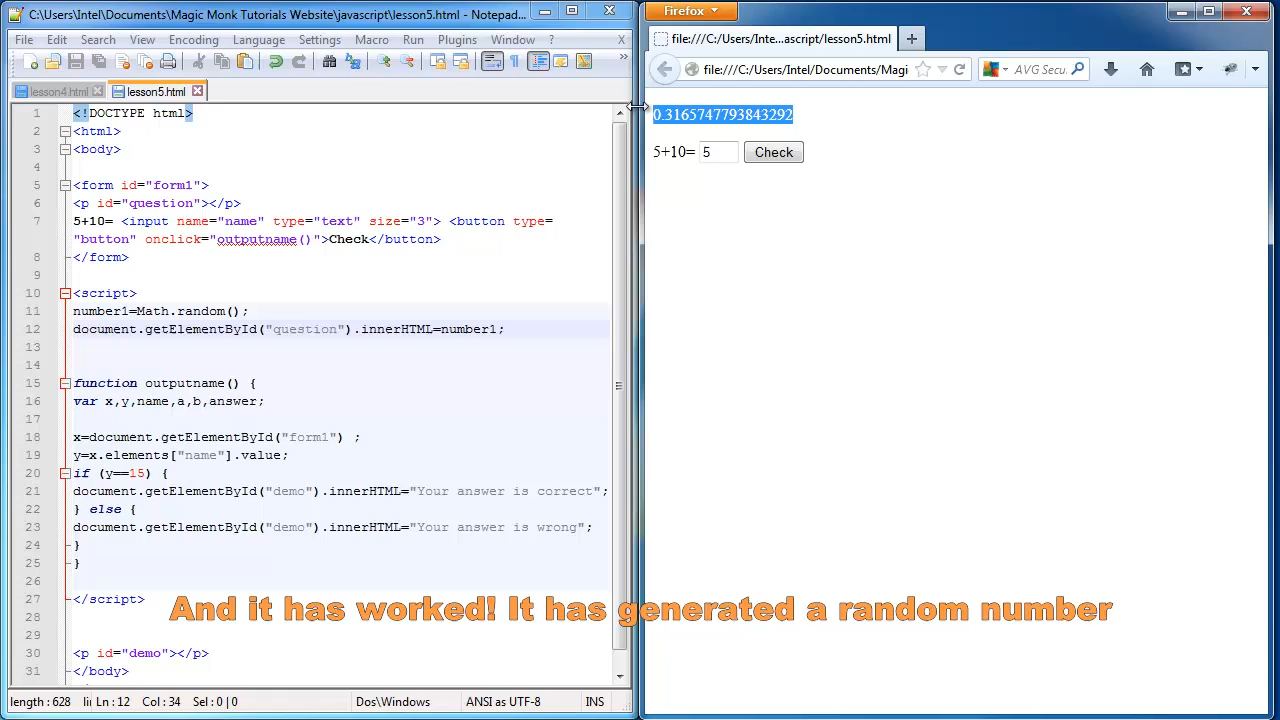 C:\Users\Intel\Documents\Magic Monk Tutorials Website\javascript\lesson5.html - Notepad...
File Edit Search View Encoding Language Settings Macro Run Plugins Window ? X
lesson4.html lesson5.html
1 <!DOCTYPE html>
2 <html>
3 <body>
4
5 <form id="form1">
6 <p id="question"></p>
7 5+10= <input name="name" type="text" size="3"> <button type=
"button" onclick="outputname()">Check</button>
8 </form>
9
10 <script>
11 number1=Math.random();
12 document.getElementById("question").innerHTML=number1;
13
14
15 function outputname() {
16 var x,y,name,a,b,answer;
17
18 x=document.getElementById("form1") ;
19 y=x.elements["name"].value;
20 if (y==15) {
21 document.getElementById("demo").innerHTML="Your answer is correct";
22 } else {
23 document.getElementById("demo").innerHTML="Your answer is wrong";
24 }
25 }
26
27 </script>
28
29
30 <p id="demo"></p>
31 </body>
length : 628 li Ln : 12 Col : 34 Sel : 0 | 0 Dos\Windows ANSI as UTF-8 INS
Firefox
file:///C:/Users/Inte...ascript/lesson5.html
file:///C:/Users/Intel/Documents/Magi AVG Secu
0.3165747793843292
5+10= 5 Check
And it has worked! It has generated a random number